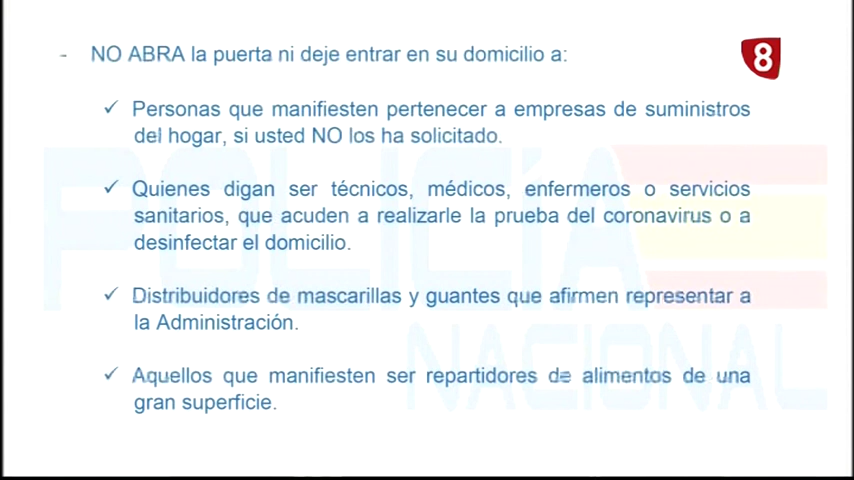 - NO ABRA la puerta ni deje entrar en su domicilio a:
8
✓ Personas que manifiesten pertenecer a empresas de suministros
del hogar, si usted NO los ha solicitado.
✓ Quienes digan ser técnicos, médicos, enfermeros o servicios
sanitarios, que acuden a realizarle la prueba del coronavirus o a
desinfectar el domicilio.
✓ Distribuidores de mascarillas y guantes que afirmen representar a
la Administración.
✓ Aquellos que manifiesten ser repartidores de alimentos de una
gran superficie.
POLICÍA
NACIONAL